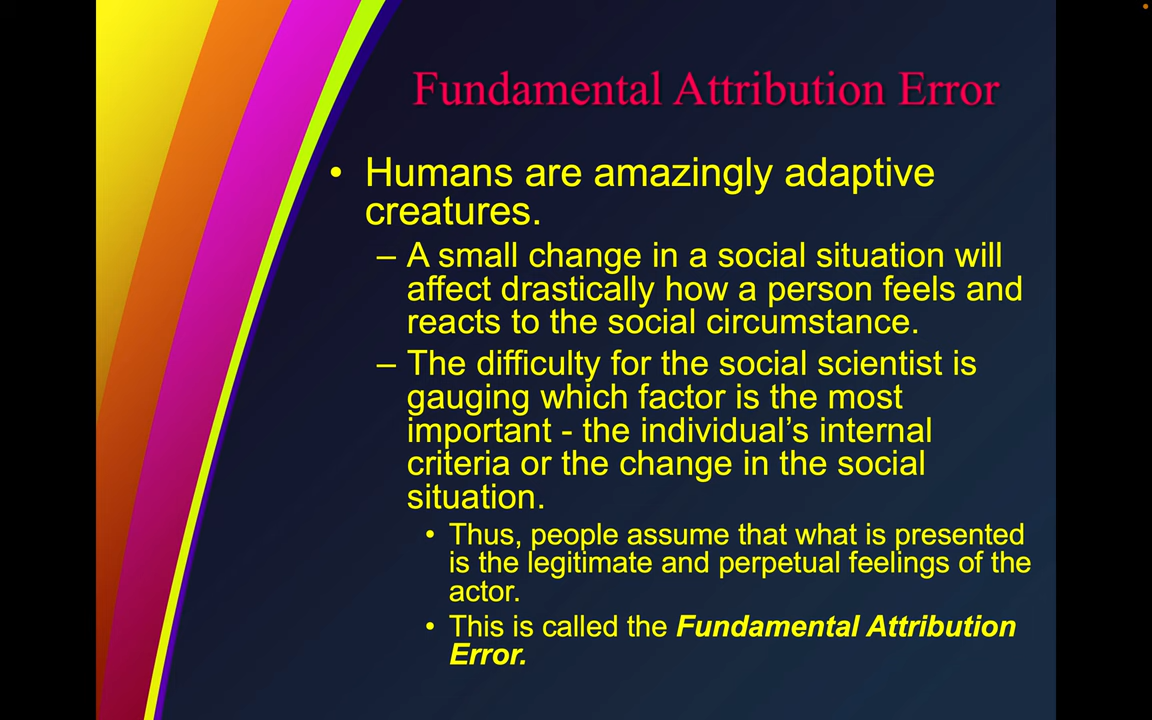 Fundamental Attribution Error
• Humans are amazingly adaptive
creatures.
– A small change in a social situation will
affect drastically how a person feels and
reacts to the social circumstance.
– The difficulty for the social scientist is
gauging which factor is the most
important - the individual’s internal
criteria or the change in the social
situation.
• Thus, people assume that what is presented
is the legitimate and perpetual feelings of the
actor.
• This is called the Fundamental Attribution
Error.